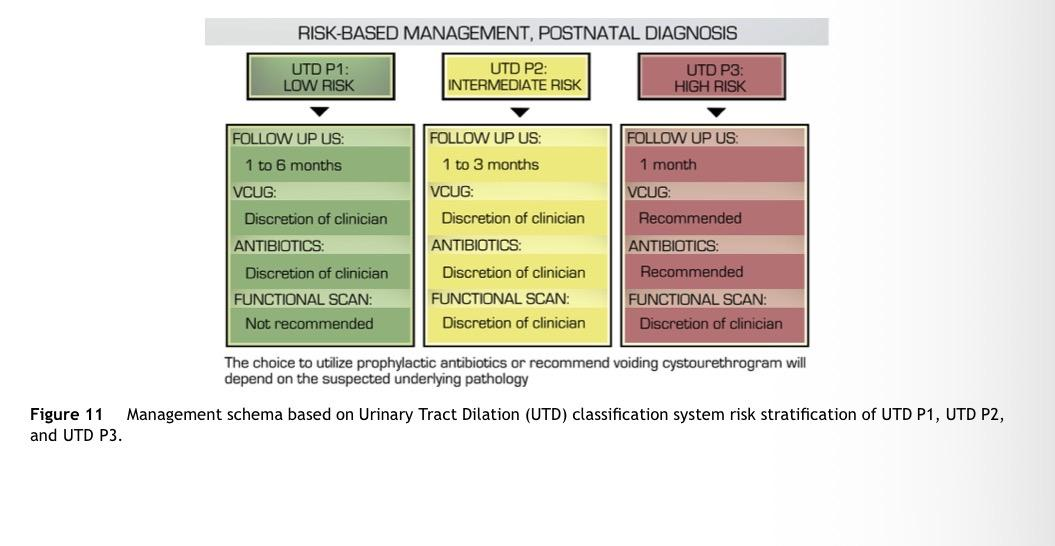 RISK-BASED MANAGEMENT, POSTNATAL DIAGNOSIS
UTD P1:
LOW RISK
UTD P2:
INTERMEDIATE RISK
UTD P3:
HIGH RISK
FOLLOW UP US:
1 to 6 months
VCUG:
Discretion of clinician
ANTIBIOTICS:
Discretion of clinician
FUNCTIONAL SCAN:
Not recommended
FOLLOW UP US:
1 to 3 months
VCUG:
Discretion of clinician
ANTIBIOTICS:
Discretion of clinician
FUNCTIONAL SCAN:
Discretion of clinician
FOLLOW UP US:
1 month
VCUG:
Recommended
ANTIBIOTICS:
Recommended
FUNCTIONAL SCAN:
Discretion of clinician
The choice to utilize prophylactic antibiotics or recommend voiding cystourethrogram will
depend on the suspected underlying pathology
Figure 11 Management schema based on Urinary Tract Dilation (UTD) classification system risk stratification of UTD P1, UTD P2,
and UTD P3.